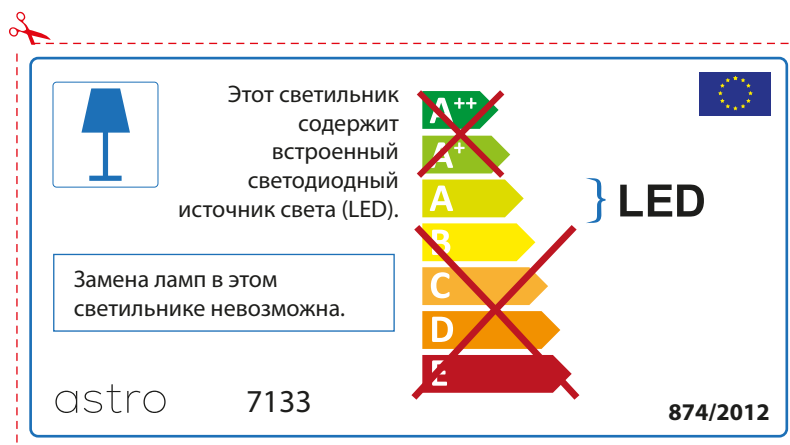 Этот светильник
содержит
встроенный
светодиодный
источник света (LED).
Замена ламп в этом
светильнике невозможна.
A++
A+
A
B
C
D
E
LED
astro
7133
874/2012